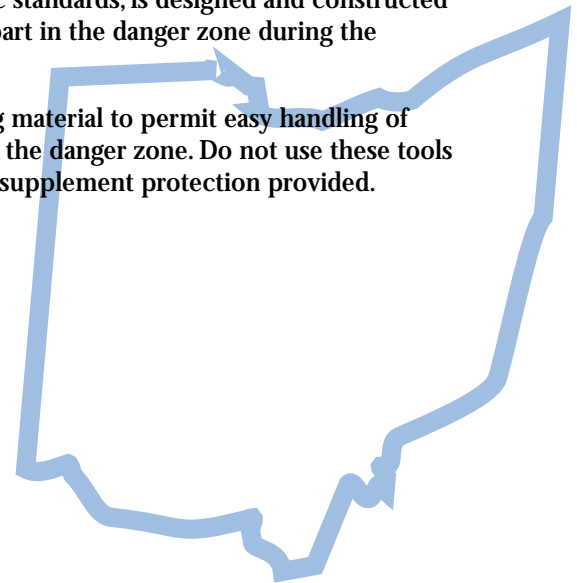 standards, is designed and constructed
part in the danger zone during the
material to permit easy handling of
the danger zone. Do not use these tools
supplement protection provided.